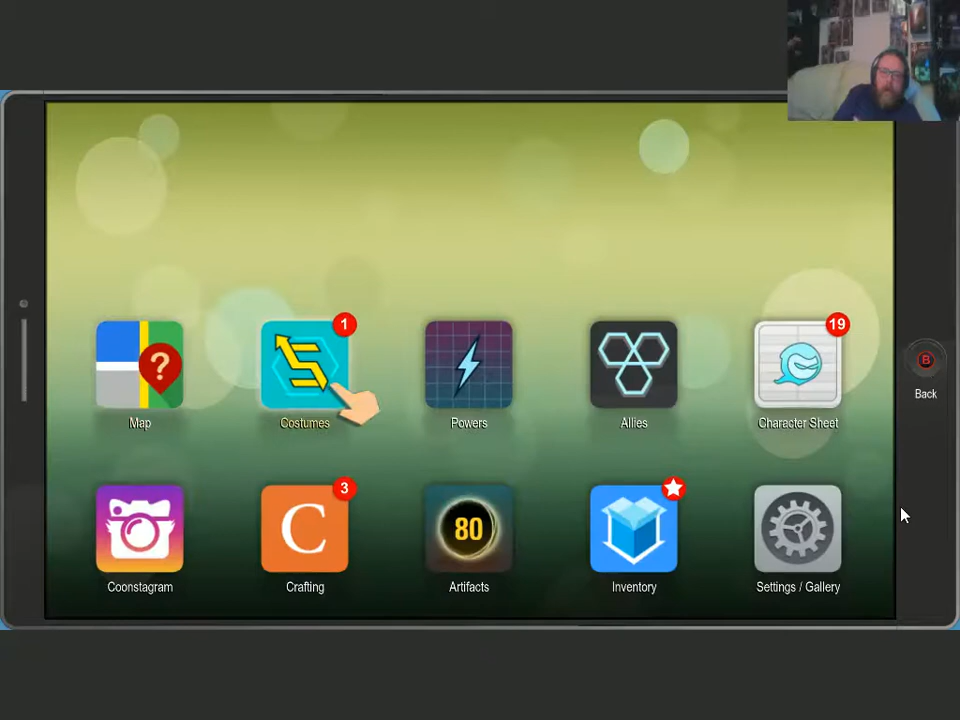 1
19
?
B
Back
Map
Costumes
Powers
Allies
Character Sheet
3
C
80
Coonstagram
Crafting
Artifacts
Inventory
Settings / Gallery